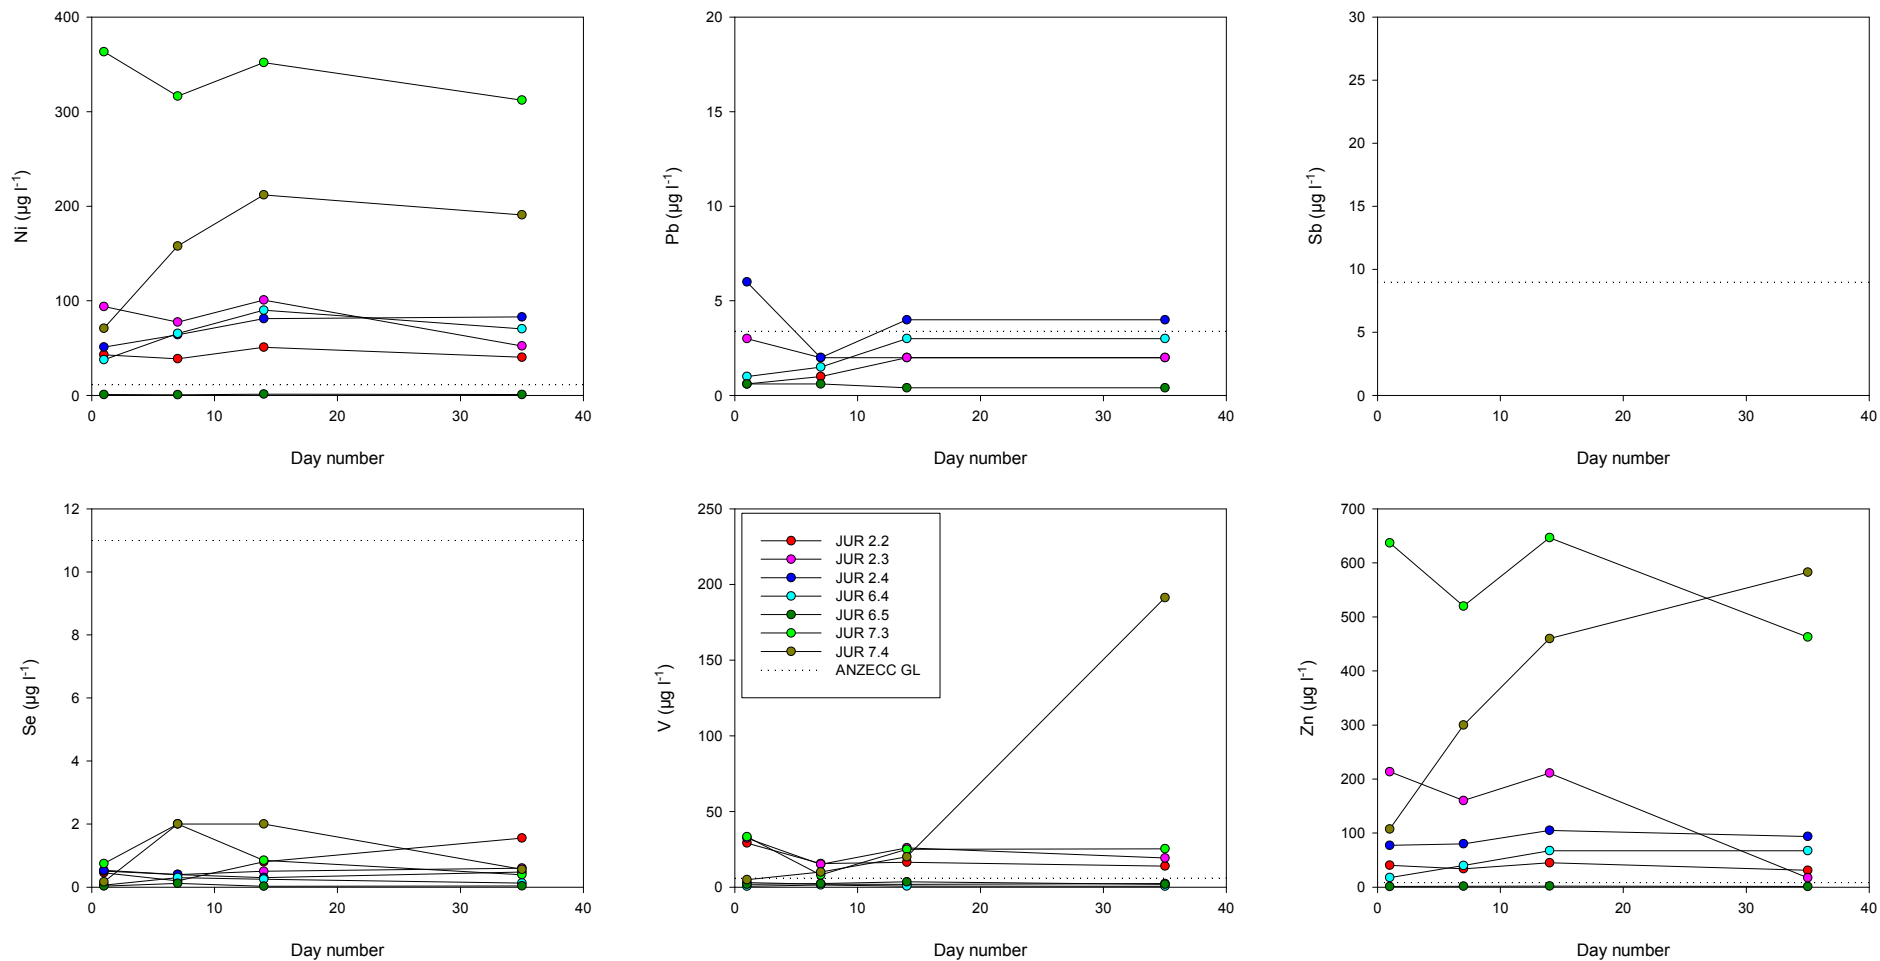 400
300
200
100
0
Ni (µg l⁻¹)
0 10 20 30 40
Day number
20
15
10
5
0
Pb (µg l⁻¹)
0 10 20 30 40
Day number
30
25
20
15
10
5
0
Sb (µg l⁻¹)
0 10 20 30 40
Day number
12
10
8
6
4
2
0
Se (µg l⁻¹)
0 10 20 30 40
Day number
250
200
150
100
50
0
V (µg l⁻¹)
JUR 2.2
JUR 2.3
JUR 2.4
JUR 6.4
JUR 6.5
JUR 7.3
JUR 7.4
ANZECC GL
0 10 20 30 40
Day number
700
600
500
400
300
200
100
0
Zn (µg l⁻¹)
0 10 20 30 40
Day number